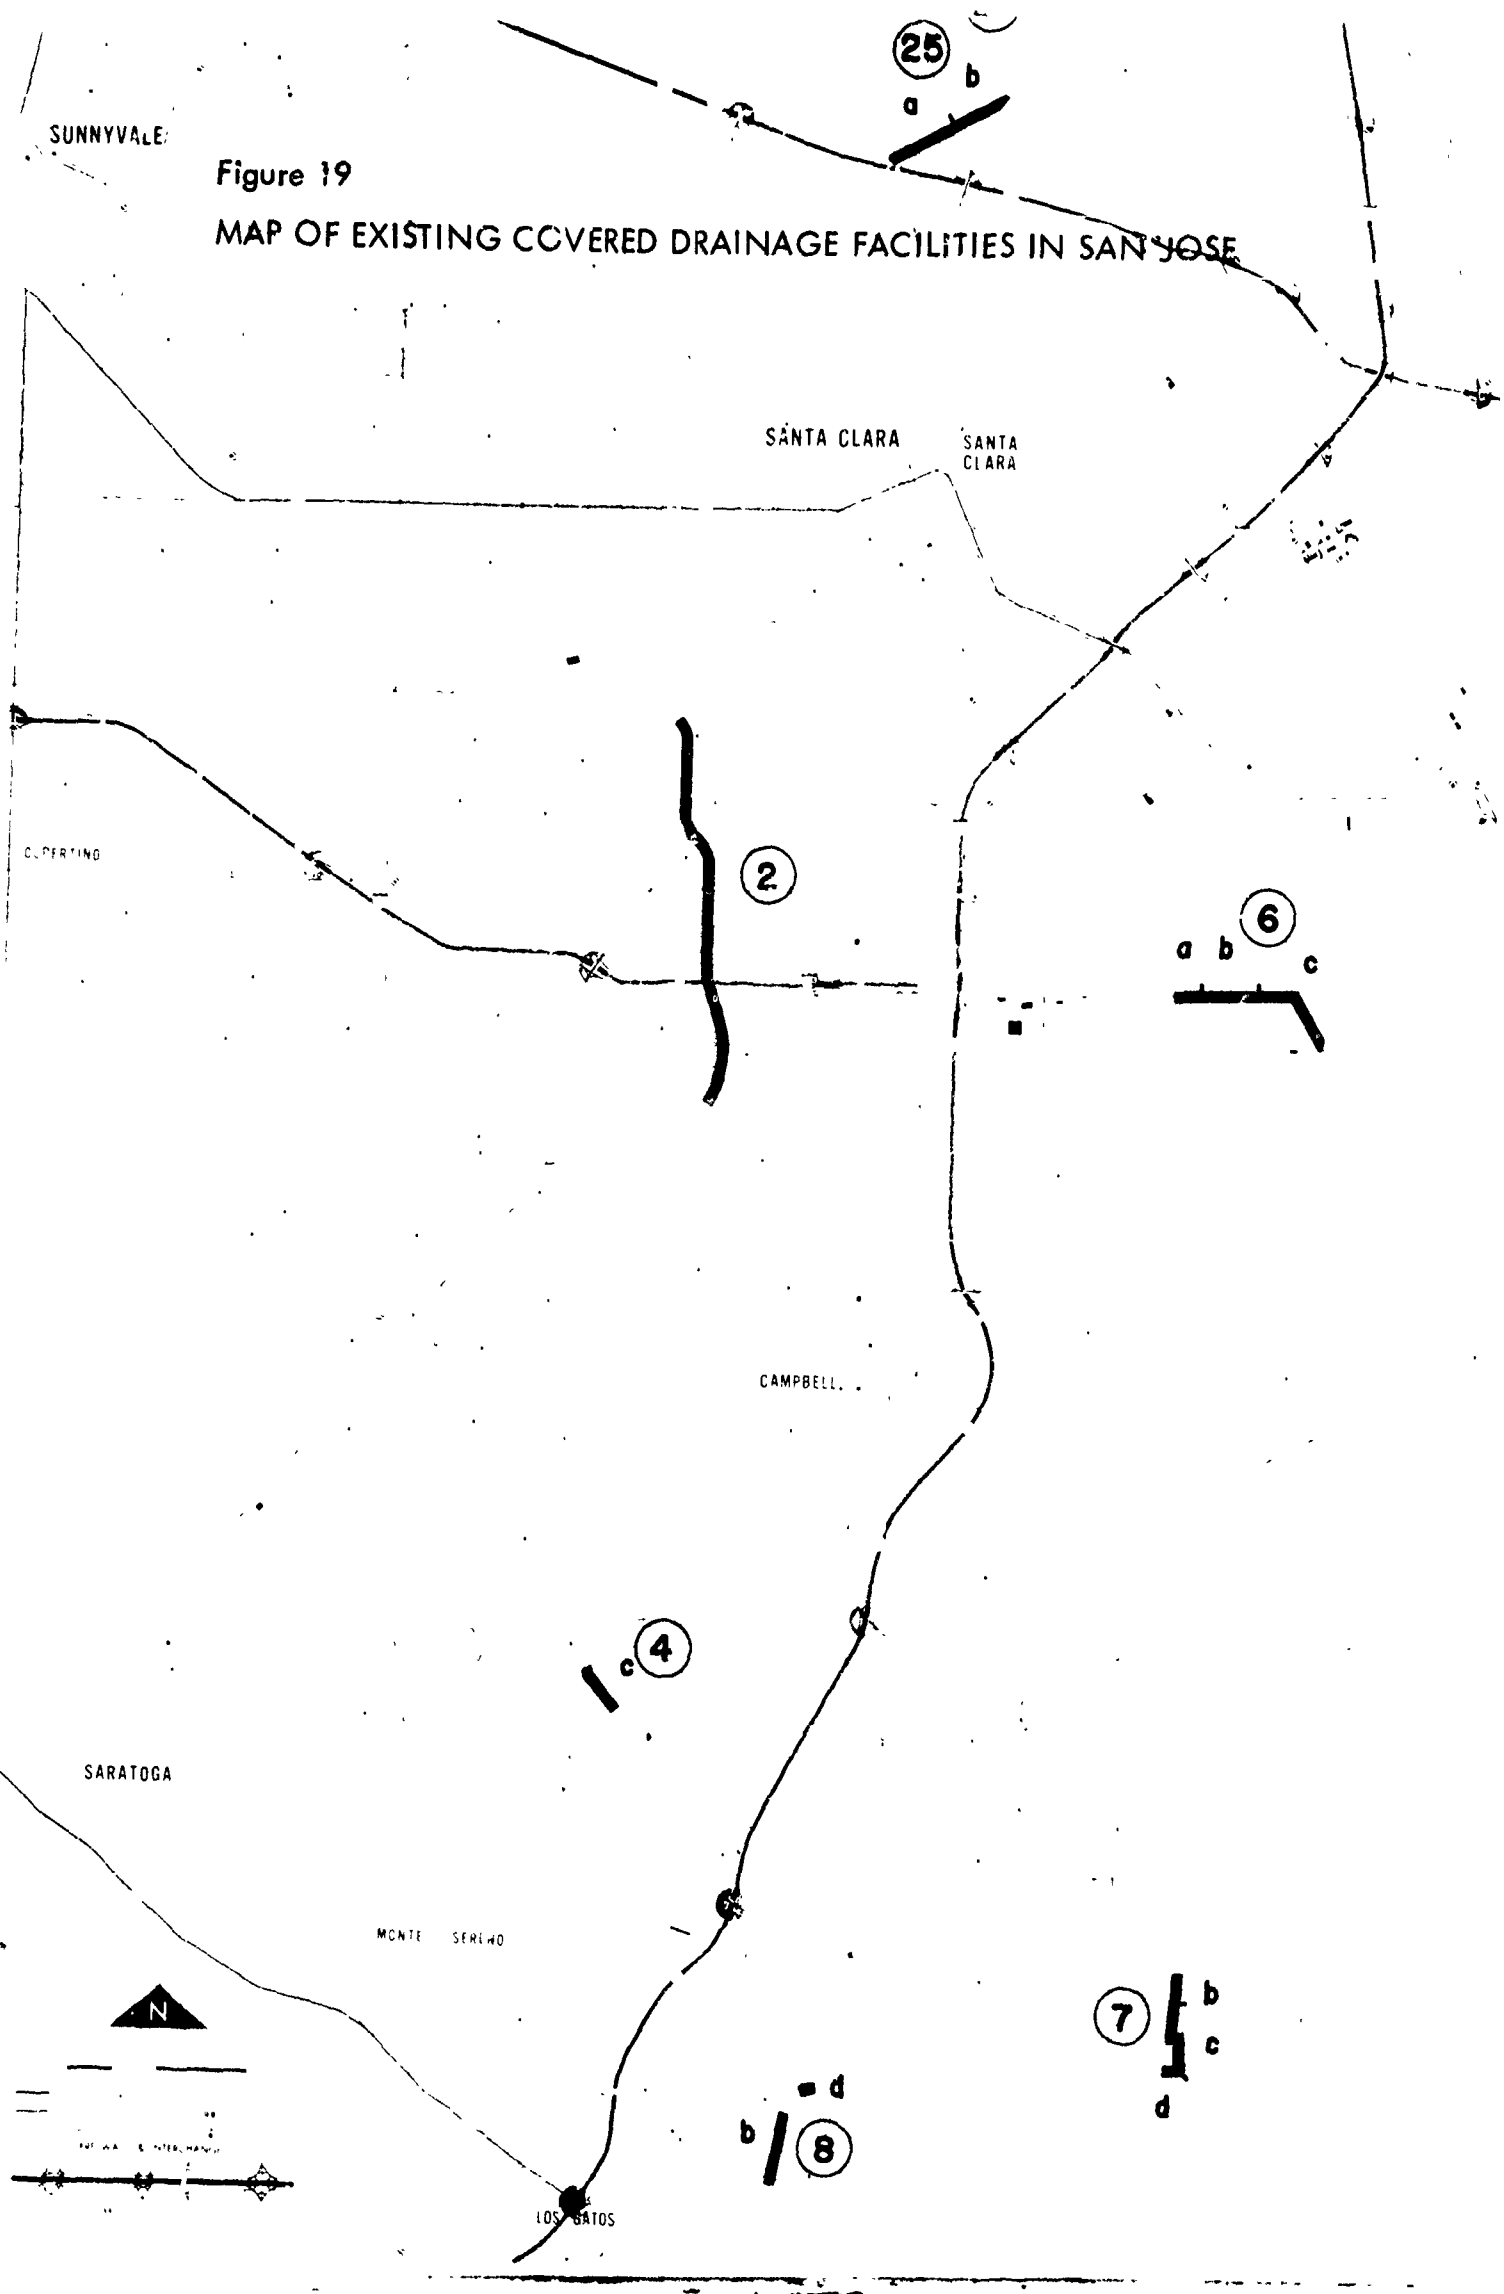 25
b
a
SUNNYVALE
Figure 19
MAP OF EXISTING COVERED DRAINAGE FACILITIES IN SAN JOSE
SANTA CLARA
SANTA
CLARA
2
CUPERTINO
6
a b
c
CAMPBELL
4
c
SARATOGA
MONTE SERENO
N
7
b
c
d
d
b
8
LOS GATOS